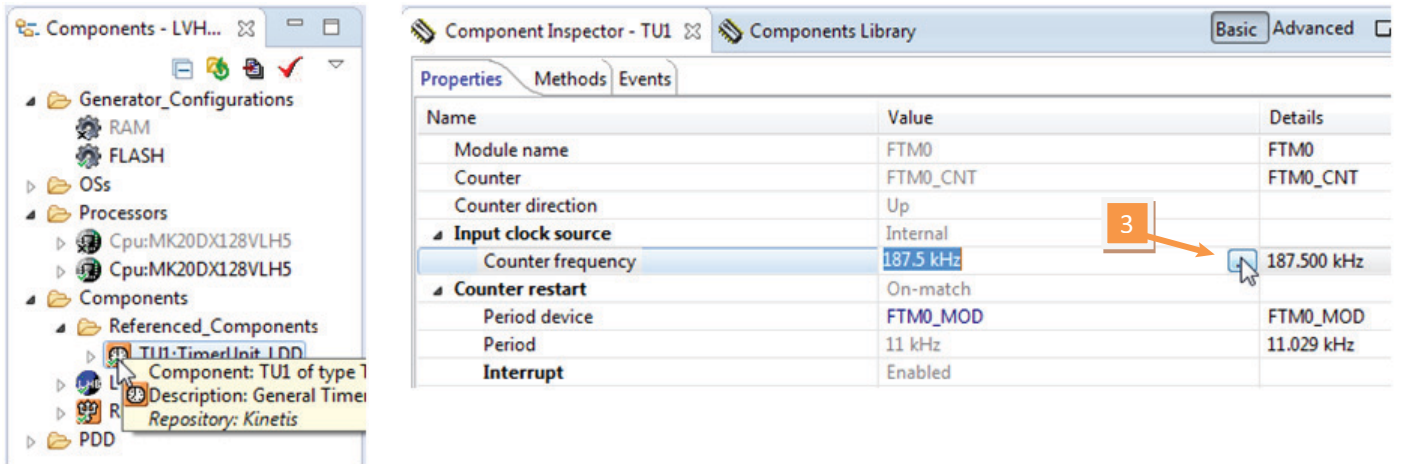 Components - LVH...
Generator_Configurations
RAM
FLASH
OSs
Processors
Cpu:MK20DX128VLH5
Cpu:MK20DX128VLH5
Components
Referenced_Components
TU1:TimerUnit_LDD
Component: TU1 of type T
L
Description: General Timer
R
Repository: Kinetis
PDD
Component Inspector - TU1 Components Library Basic Advanced
Properties Methods Events
Name Value Details
Module name FTM0 FTM0
Counter FTM0_CNT FTM0_CNT
Counter direction Up
Input clock source Internal
3
Counter frequency 187.5 kHz 187.500 kHz
Counter restart On-match
Period device FTM0_MOD FTM0_MOD
Period 11 kHz 11.029 kHz
Interrupt Enabled